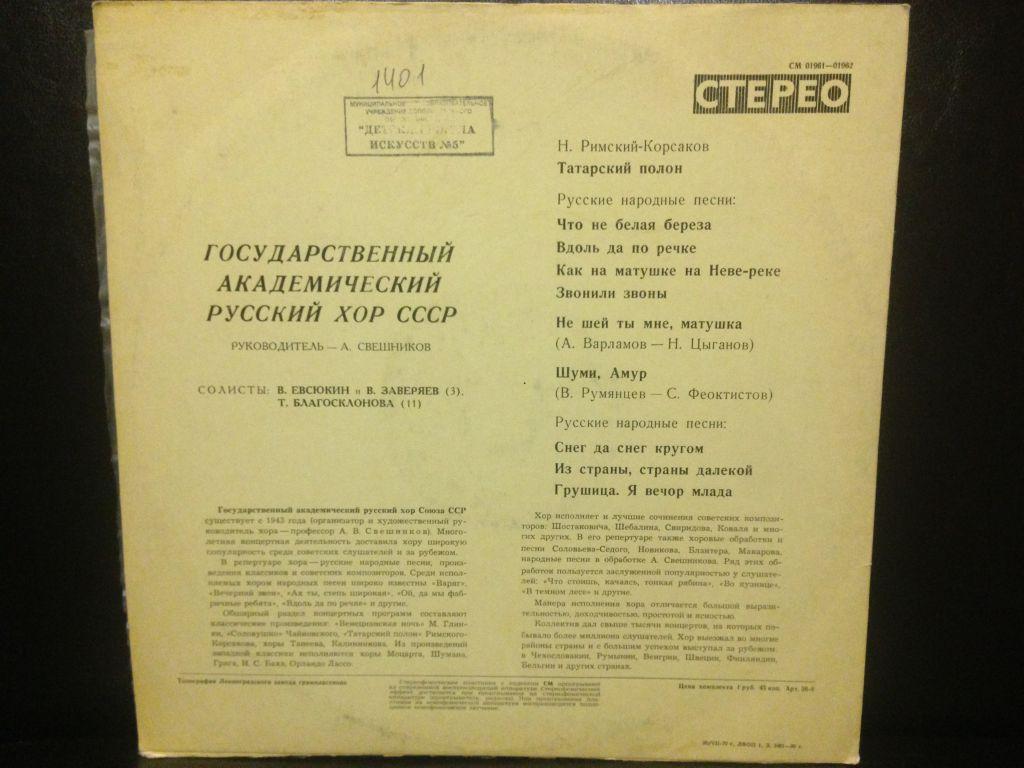 1401
МУНИЦИПАЛЬНОЕ
УЧРЕЖДЕНИЕ
ИСКУССТВ №5"
СМ 01961—01962
СТЕРЕО
Н. Римский-Корсаков
Татарский полон
Русские народные песни:
Что не белая береза
Вдоль да по речке
Как на матушке на Неве-реке
Звонили звоны
Не шей ты мне, матушка
(А. Варламов — Н. Цыганов)
Шуми, Амур
(В. Румянцев — С. Феоктистов)
Русские народные песни:
Снег да снег кругом
Из страны, страны далекой
Грушица. Я вечор млада
ГОСУДАРСТВЕННЫЙ
АКАДЕМИЧЕСКИЙ
РУССКИЙ ХОР СССР
РУКОВОДИТЕЛЬ — А. СВЕШНИКОВ
СОЛИСТЫ: В. ЕВСЮКИН и В. ЗАВЕРЯЕВ (3).
Т. БЛАГОСКЛОНОВА (11)
Государственный академический русский хор Союза ССР
существует с 1943 года (организатор и художественный ру-
ководитель хора — профессор А. В. Свешников). Много-
летняя концертная деятельность доставила хору широкую
популярность среди советских слушателей и за рубежом.
В репертуаре хора — русские народные песни, произ-
ведения классиков и советских композиторов. Среди испол-
няемых хором народных песен широко известны «Варяг»,
«Вечерний звон», «Ах ты, степь широкая», «Ой, да мы фаб-
ричные ребята», «Вдоль да по речке» и другие.
Обширный раздел концертных программ составляют
классические произведения: «Венецианская ночь» М. Глин-
ки, «Соловушко» Чайковского, «Татарский полон» Римского-
Корсакова, хоры Танеева, Калинникова. Из произведений
западной классики исполняются хоры Моцарта, Шумана,
Грига, И. С. Баха, Орландо Лассо.
Хор исполняет и лучшие сочинения советских компози-
торов: Шостаковича, Шебалина, Свиридова, Коваля и мно-
гих других. В его репертуаре также хоровые обработки и
песни Соловьева-Седого, Новикова, Блантера, Макарова,
народные песни в обработке А. Свешникова. Ряд этих об-
работок пользуется заслуженной популярностью у слушате-
лей: «Что стоишь, качаясь, тонкая рябина», «Во кузнице»,
«В темном лесе» и другие.
Манера исполнения хора отличается большой вырази-
тельностью, доходчивостью, простотой и ясностью.
Коллектив дал свыше тысячи концертов, на которых по-
бывало более миллиона слушателей. Хор выезжал во многие
районы страны и с большим успехом выступал за рубежом:
в Чехословакии, Румынии, Венгрии, Швеции, Финляндии,
Бельгии и других странах.
Типография Ленинградского завода грампластинок
Стереофонические пластинки с индексом СМ
Цена комплекта 1 руб. 45 коп.